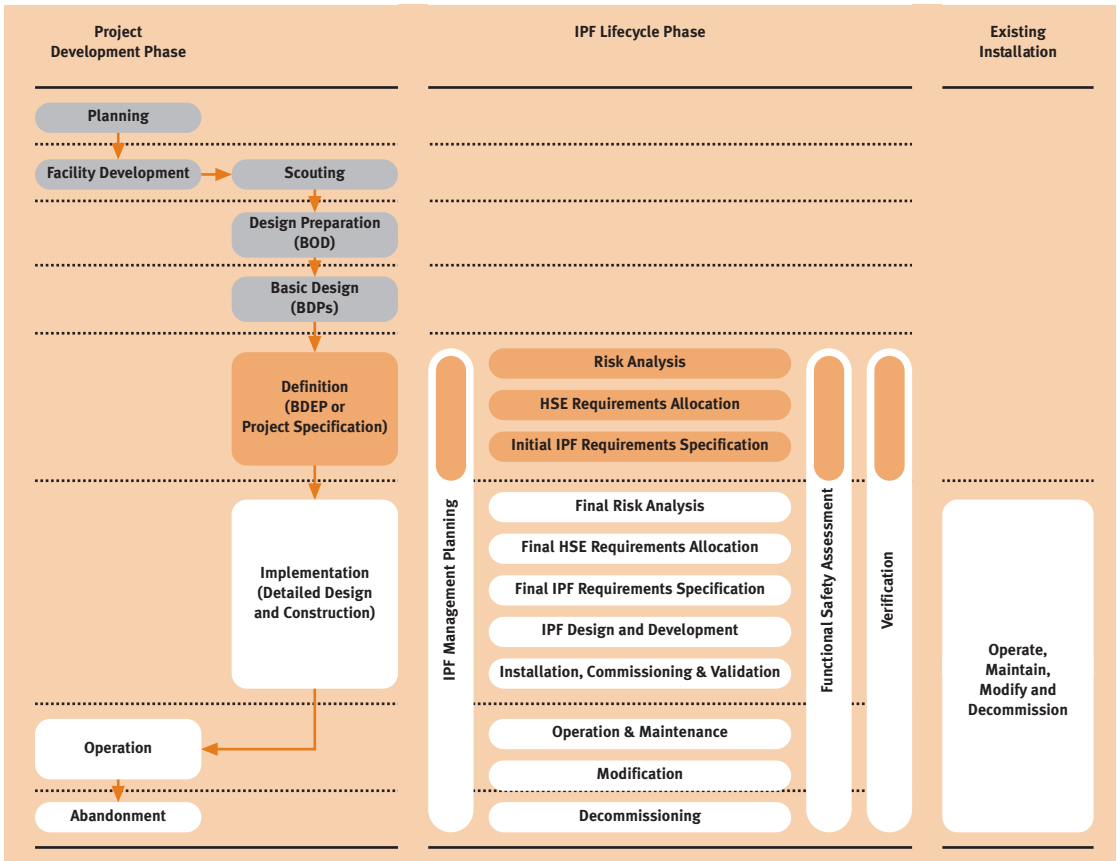 Project
Development Phase
IPF Lifecycle Phase
Existing
Installation
Planning
Facility Development
Scouting
Design Preparation
(BOD)
Basic Design
(BDPs)
Definition
(BDEP or
Project Specification)
Implementation
(Detailed Design
and Construction)
Operation
Abandonment
IPF Management Planning
Risk Analysis
HSE Requirements Allocation
Initial IPF Requirements Specification
Final Risk Analysis
Final HSE Requirements Allocation
Final IPF Requirements Specification
IPF Design and Development
Installation, Commissioning & Validation
Operation & Maintenance
Modification
Decommissioning
Functional Safety Assessment
Verification
Operate,
Maintain,
Modify and
Decommission